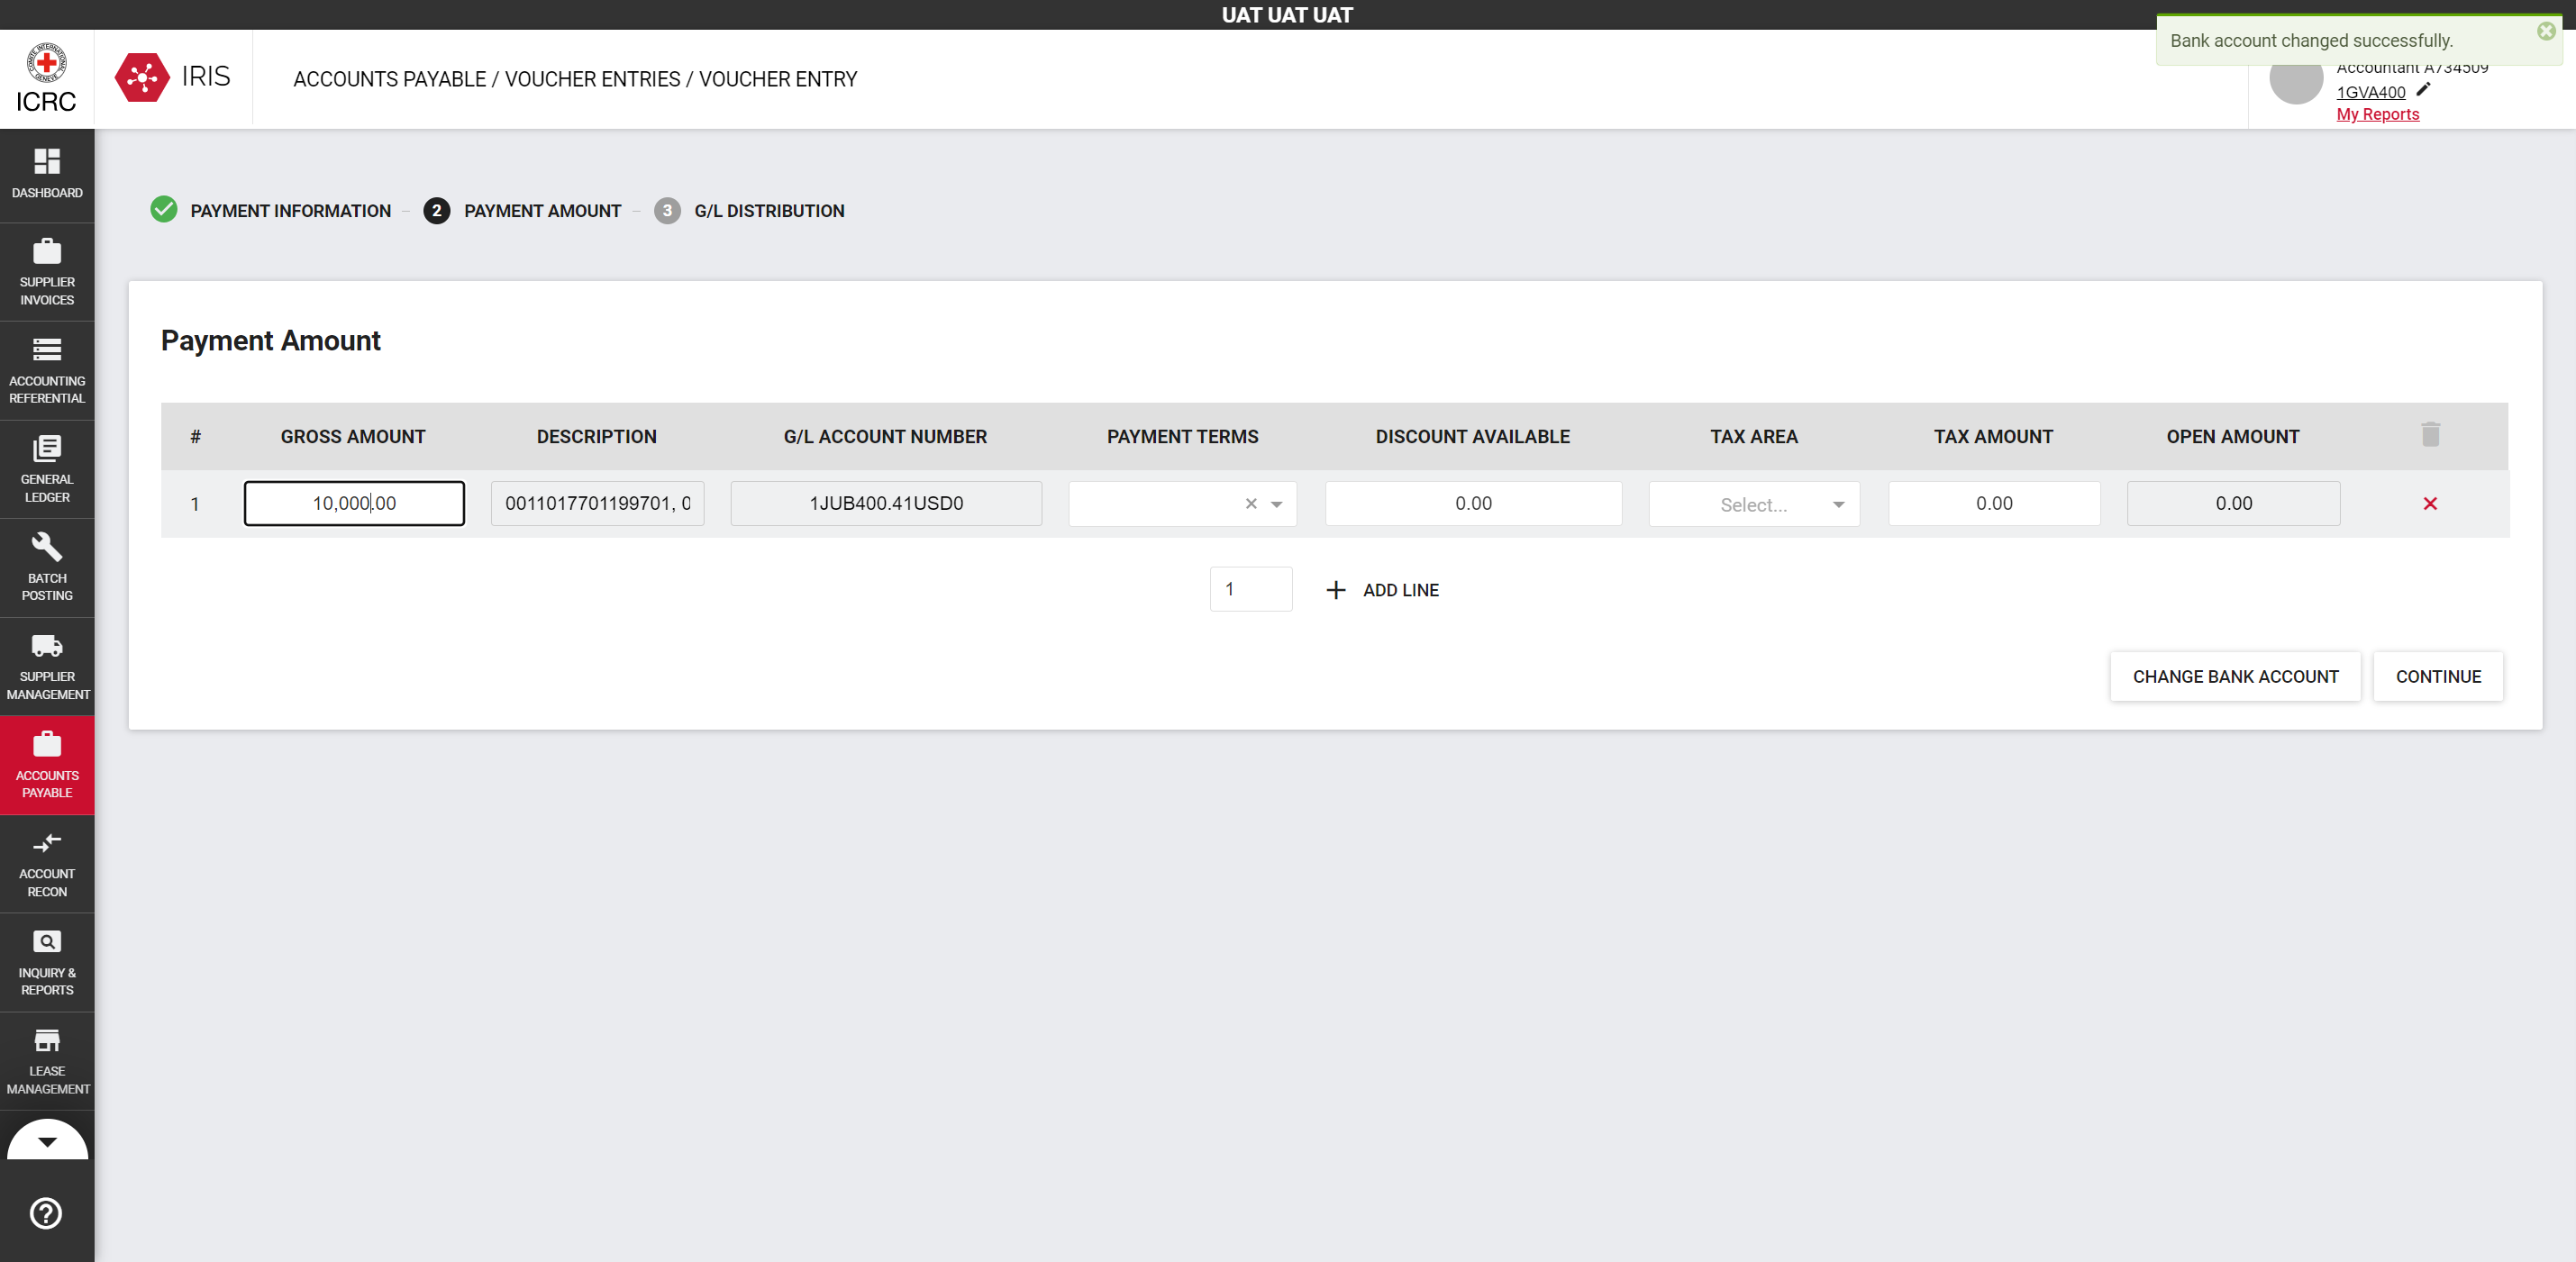 UAT UAT UAT
Bank account changed successfully.
ICRC
IRIS
ACCOUNTS PAYABLE / VOUCHER ENTRIES / VOUCHER ENTRY
Accountant A734509
1GVA400
My Reports
DASHBOARD
SUPPLIER
INVOICES
ACCOUNTING
REFERENTIAL
GENERAL
LEDGER
BATCH
POSTING
SUPPLIER
MANAGEMENT
ACCOUNTS
PAYABLE
ACCOUNT
RECON
INQUIRY &
REPORTS
LEASE
MANAGEMENT
PAYMENT INFORMATION – 2 PAYMENT AMOUNT – 3 G/L DISTRIBUTION
Payment Amount
# GROSS AMOUNT DESCRIPTION G/L ACCOUNT NUMBER PAYMENT TERMS DISCOUNT AVAILABLE TAX AREA TAX AMOUNT OPEN AMOUNT
1 10,000.00 0011017701199701, 0 1JUB400.41USD0 0.00 Select... 0.00 0.00
1 ADD LINE
CHANGE BANK ACCOUNT CONTINUE